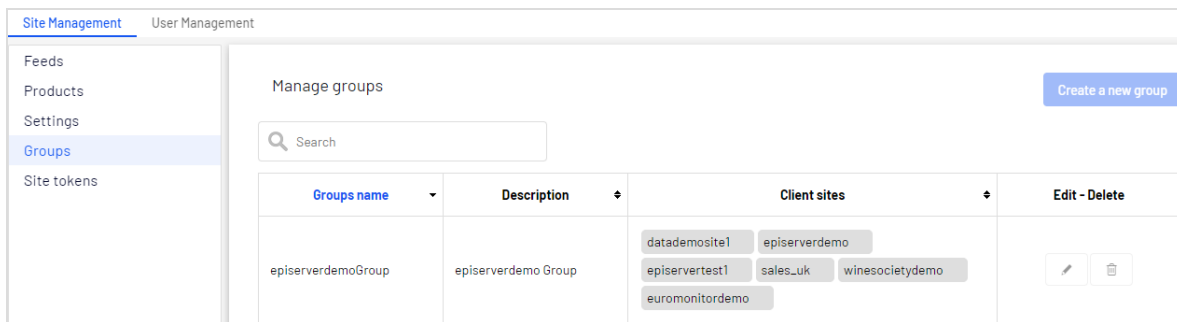 Site Management User Management
Feeds
Products
Settings
Groups
Site tokens
Manage groups
Create a new group
Search
Groups name Description Client sites Edit - Delete
episerverdemoGroup episerverdemo Group
datademosite1 episerverdemo
episervertest1 sales_uk winesocietydemo
euromonitordemo